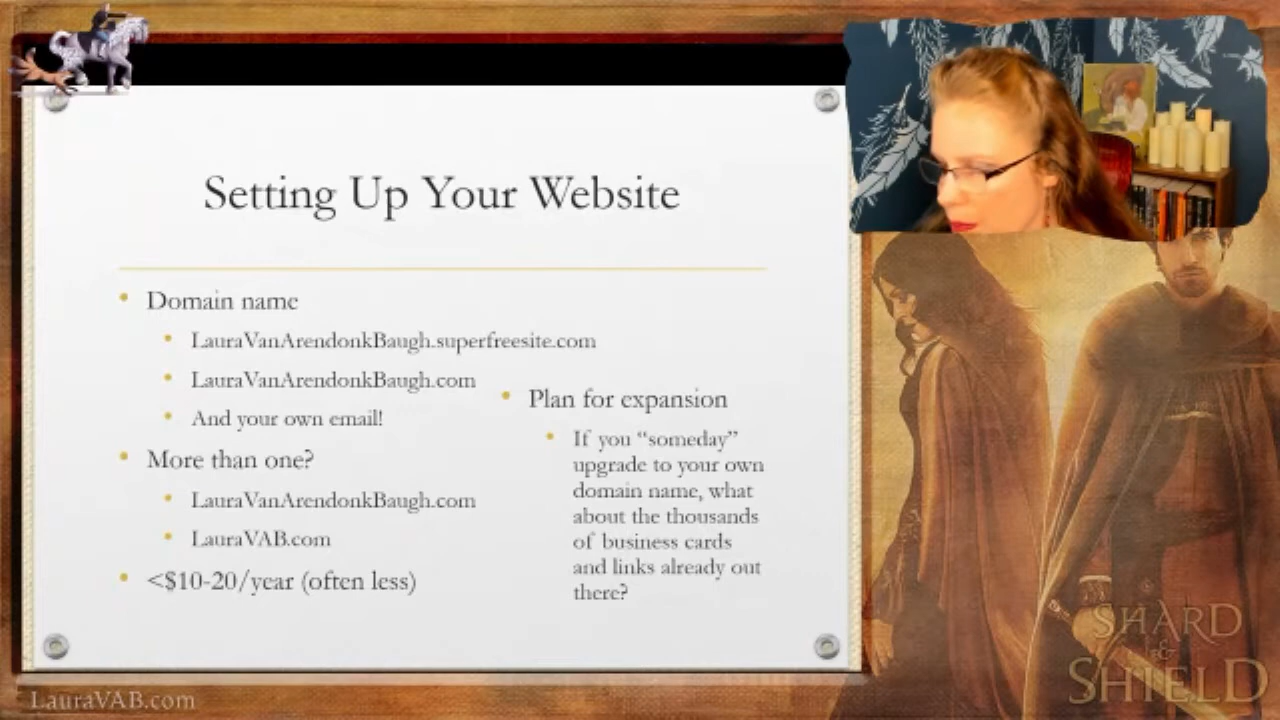 Setting Up Your Website
Domain name
LauraVanArendonkBaugh.superfreesite.com
LauraVanArendonkBaugh.com
And your own email!
More than one?
LauraVanArendonkBaugh.com
LauraVAB.com
<$10-20/year (often less)
Plan for expansion
If you “someday”
upgrade to your own
domain name, what
about the thousands
of business cards
and links already out
there?
LauraVAB.com
SHARD
&
SHIELD